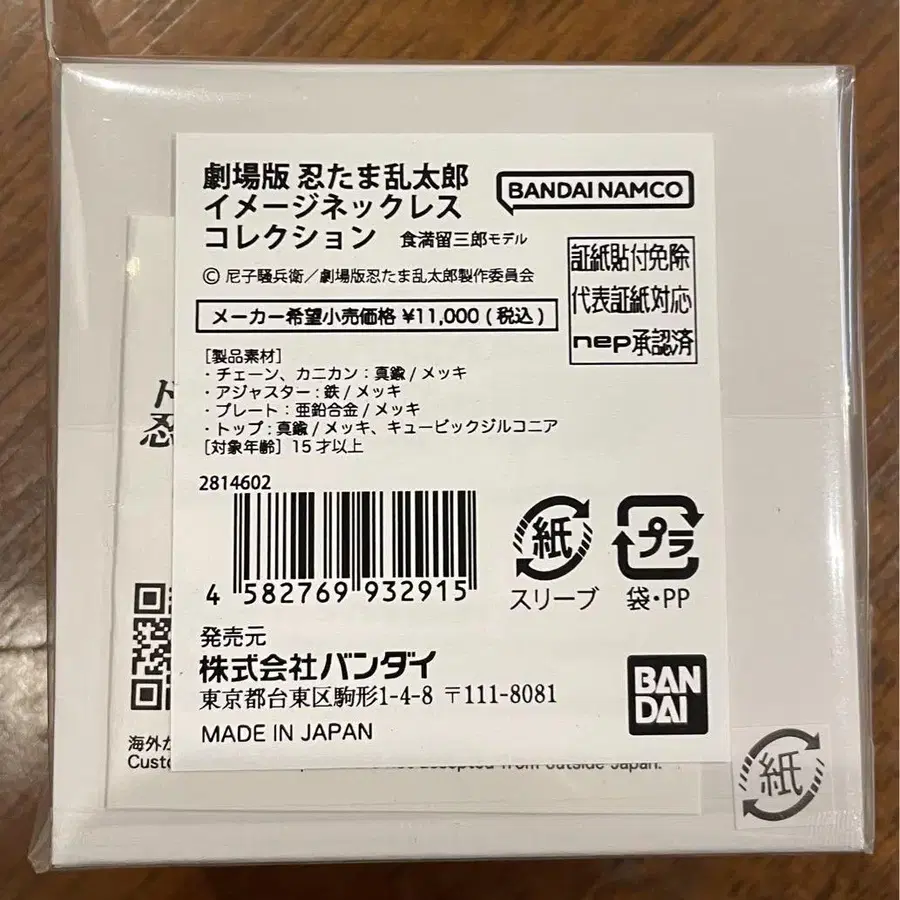 劇場版 忍たま乱太郎
イメージネックレス
コレクション 食満留三郎モデル
BANDAI NAMCO
© 尼子騒兵衛／劇場版忍たま乱太郎製作委員会
メーカー希望小売価格 ¥11,000 (税込)
証紙貼付免除
代表証紙対応
nep承認済
[製品素材]
・チェーン、カニカン：真鍮/メッキ
・アジャスター：鉄/メッキ
・プレート：亜鉛合金/メッキ
・トップ：真鍮/メッキ、キュービックジルコニア
[対象年齢] 15才以上
2814602
4 582769 932915
紙
スリーブ
プラ
袋・PP
発売元
株式会社バンダイ
東京都台東区駒形1-4-8 〒111-8081
MADE IN JAPAN
BAN
DAI
忍
海外か
Custo
from outside Japan.
紙